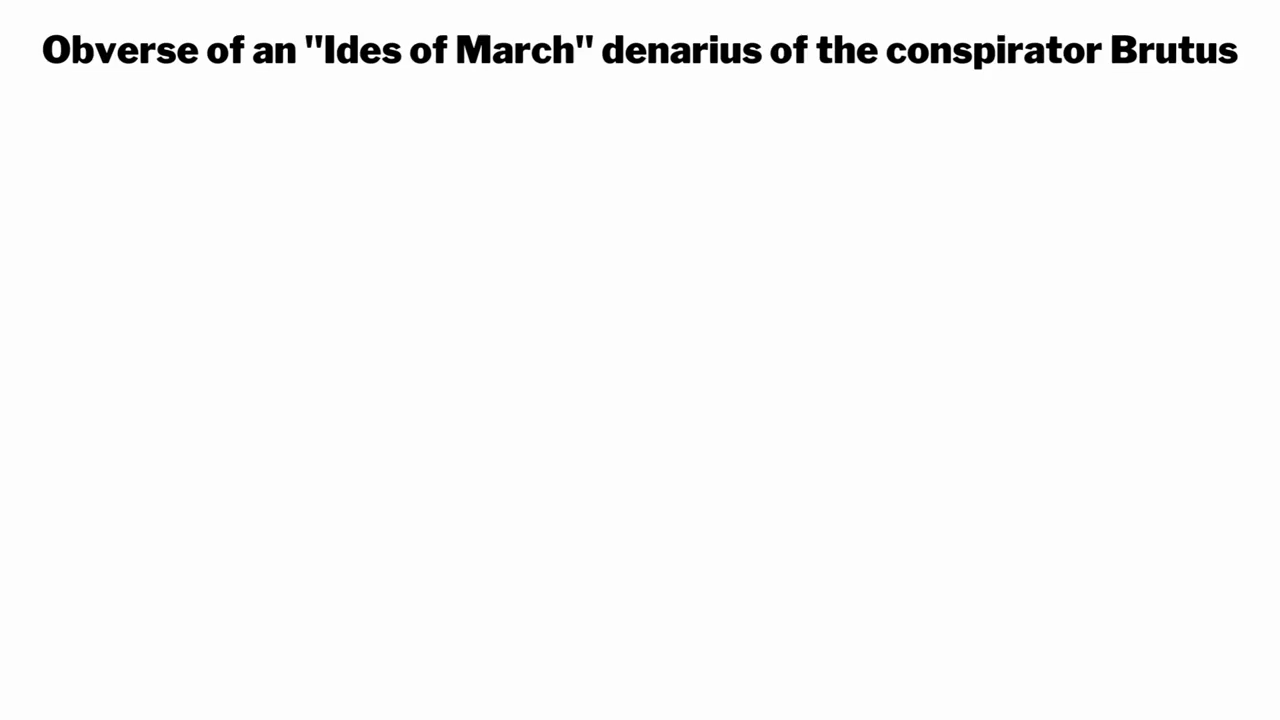 Obverse of an "Ides of March" denarius of the conspirator Brutus